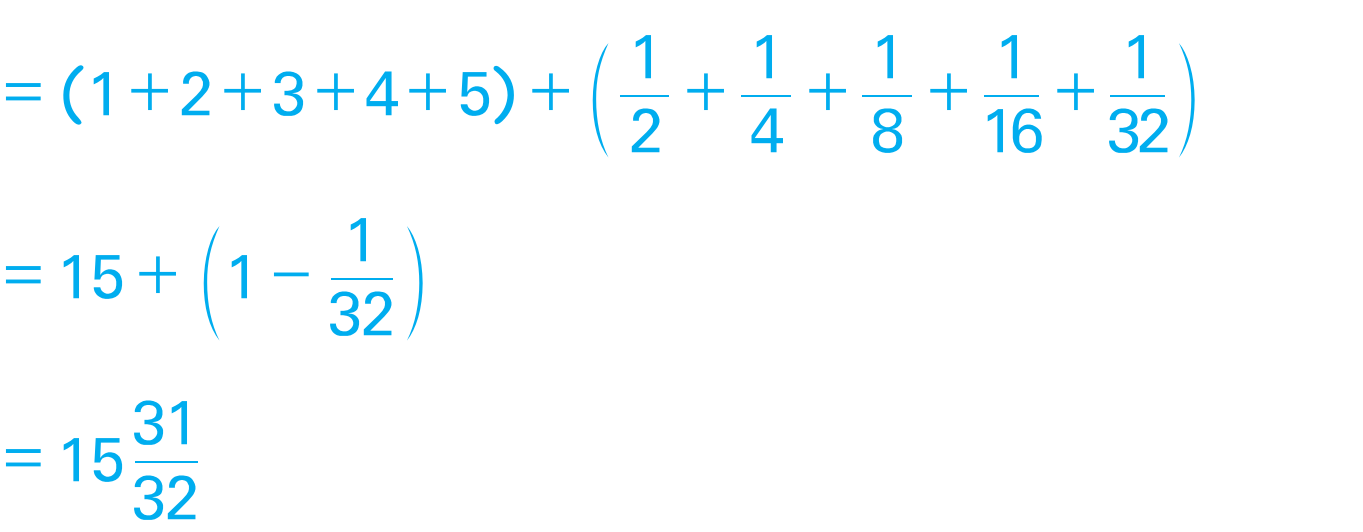 = (1+2+3+4+5)+(1/2+1/4+1/8+1/16+1/32)
= 15+(1−1/32)
= 15 31/32